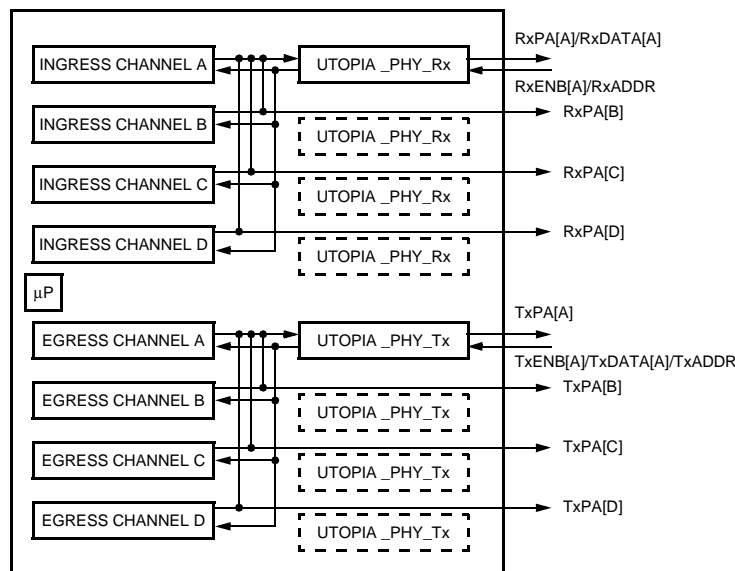 INGRESS CHANNEL A
UTOPIA _PHY_Rx
RxPA[A]/RxDATA[A]
RxENB[A]/RxADDR
INGRESS CHANNEL B
RxPA[B]
UTOPIA _PHY_Rx
INGRESS CHANNEL C
RxPA[C]
UTOPIA _PHY_Rx
INGRESS CHANNEL D
RxPA[D]
UTOPIA _PHY_Rx
µP
EGRESS CHANNEL A
UTOPIA _PHY_Tx
TxPA[A]
TxENB[A]/TxDATA[A]/TxADDR
EGRESS CHANNEL B
TxPA[B]
UTOPIA _PHY_Tx
EGRESS CHANNEL C
TxPA[C]
UTOPIA _PHY_Tx
EGRESS CHANNEL D
TxPA[D]
UTOPIA _PHY_Tx